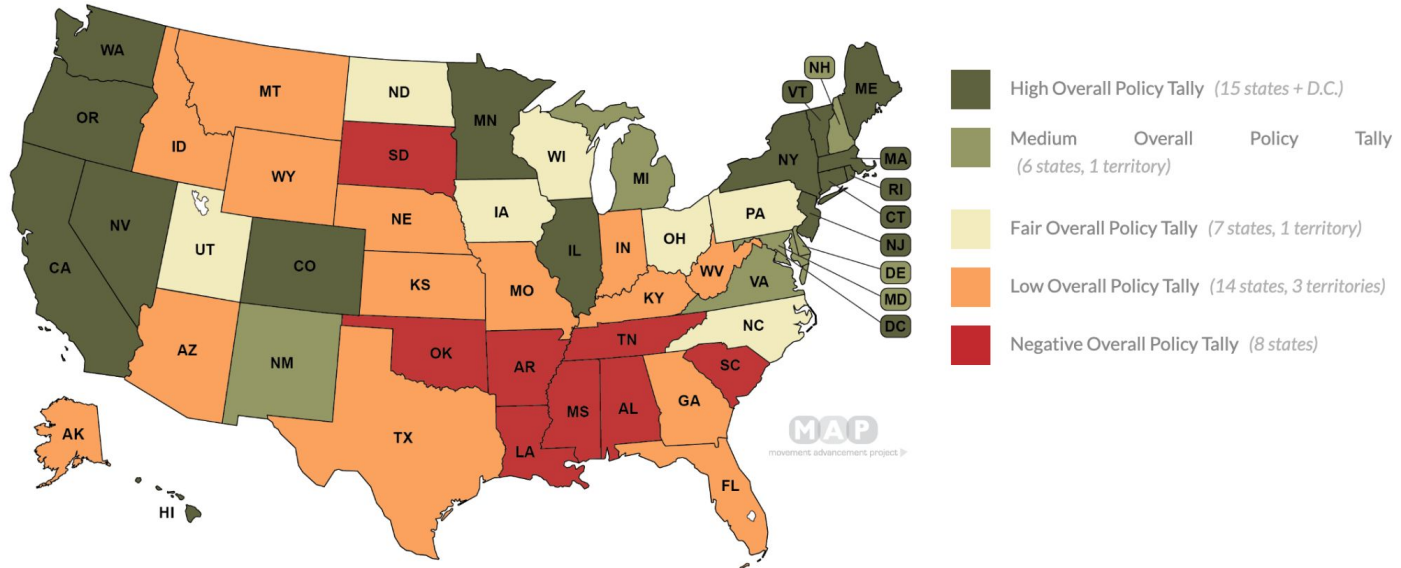 WA
MT
ND
MN
ME
NH
VT
OR
ID
SD
WI
NY
MA
WY
MI
RI
NE
IA
PA
CT
NV
UT
CO
IL
IN
OH
NJ
CA
KS
MO
WV
VA
DE
KY
MD
DC
AZ
NM
OK
AR
TN
NC
SC
MS
AL
GA
TX
LA
AK
FL
HI
MAP
movement advancement project
High Overall Policy Tally (15 states + D.C.)
Medium Overall Policy Tally
(6 states, 1 territory)
Fair Overall Policy Tally (7 states, 1 territory)
Low Overall Policy Tally (14 states, 3 territories)
Negative Overall Policy Tally (8 states)